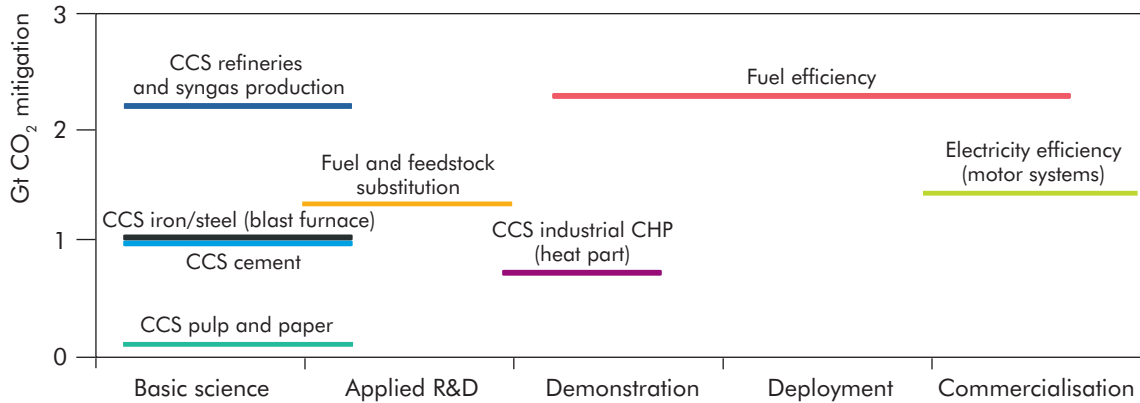 Gt CO₂ mitigation
3
2
1
0
CCS refineries
and syngas production
Fuel efficiency
Fuel and feedstock
substitution
Electricity efficiency
(motor systems)
CCS iron/steel (blast furnace)
CCS cement
CCS industrial CHP
(heat part)
CCS pulp and paper
Basic science
Applied R&D
Demonstration
Deployment
Commercialisation